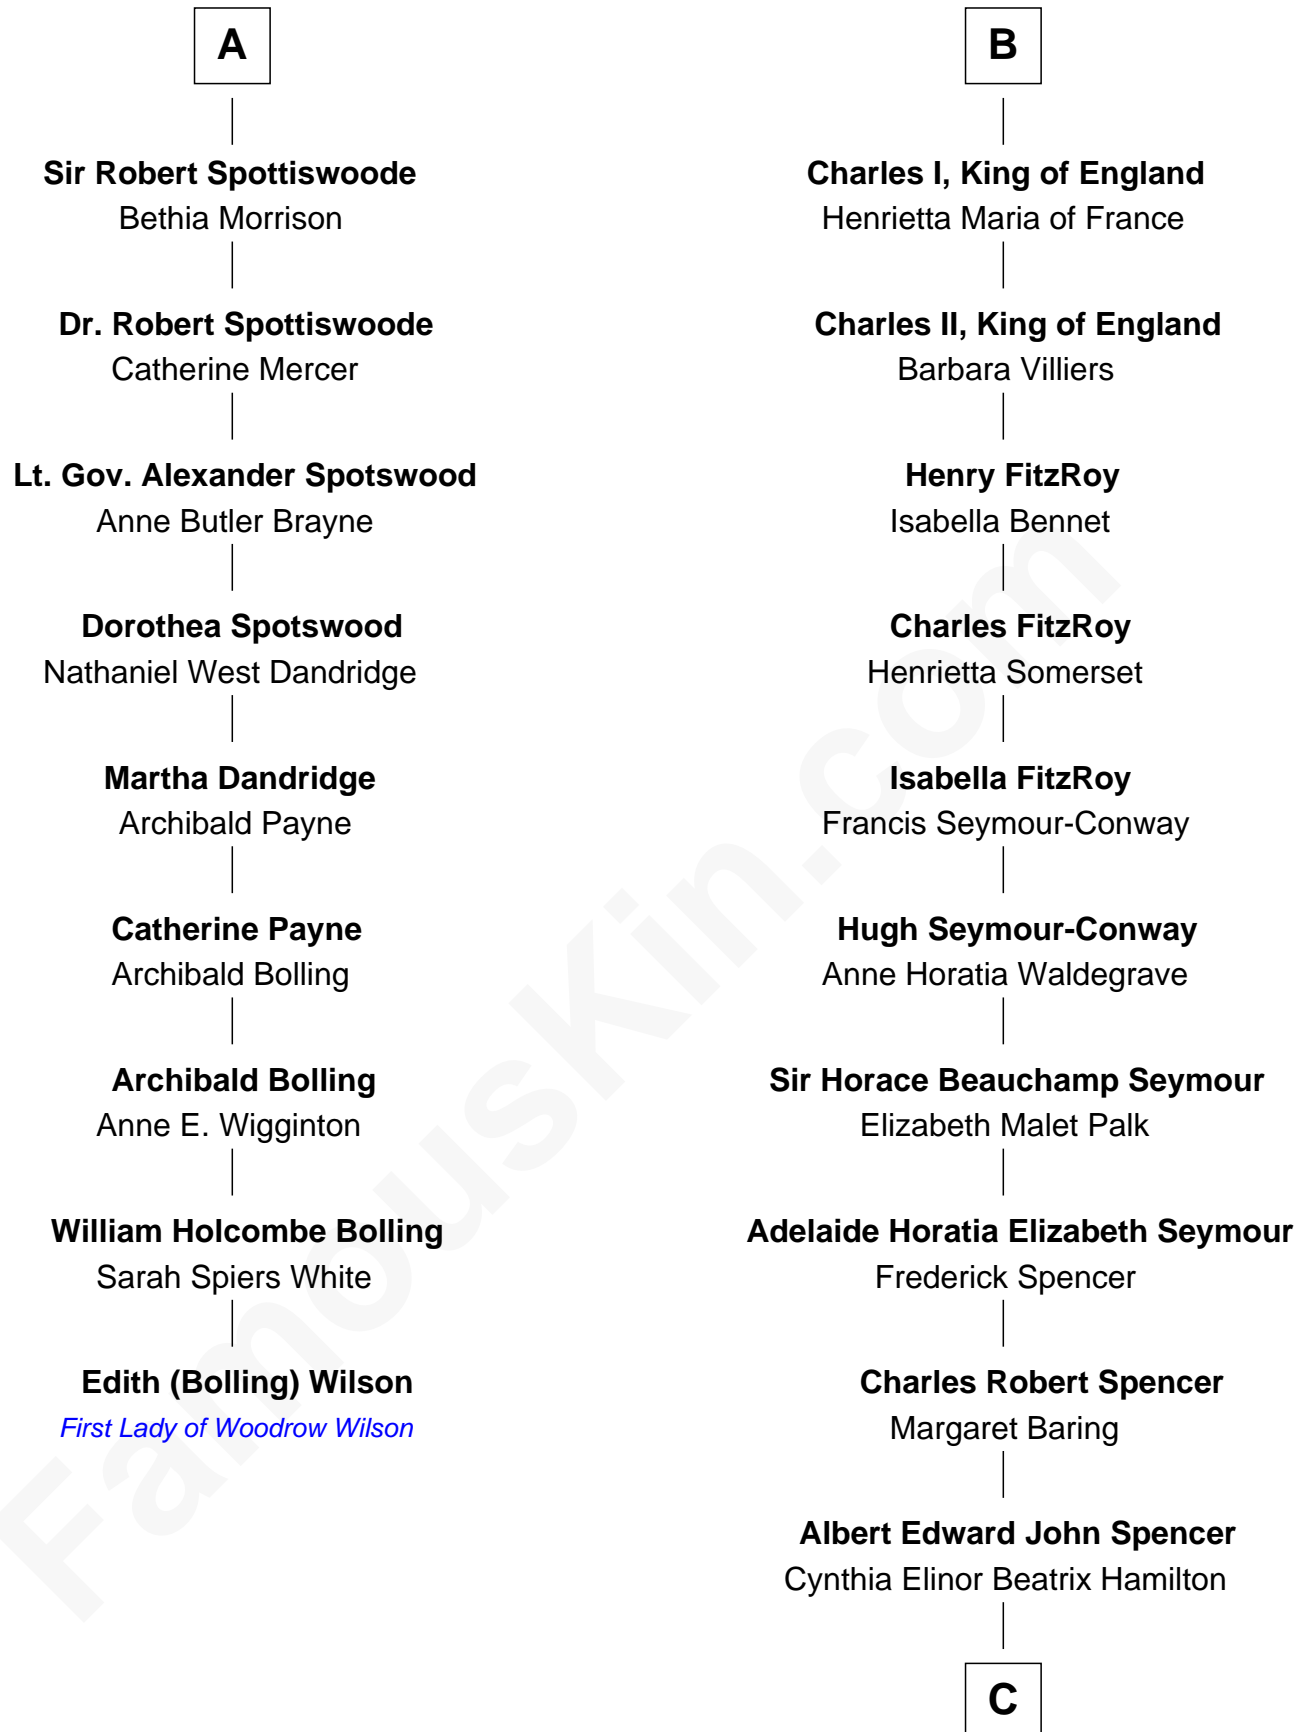 A
Sir Robert Spottiswoode
Bethia Morrison
Dr. Robert Spottiswoode
Catherine Mercer
Lt. Gov. Alexander Spotswood
Anne Butler Brayne
Dorothea Spotswood
Nathaniel West Dandridge
Martha Dandridge
Archibald Payne
Catherine Payne
Archibald Bolling
Archibald Bolling
Anne E. Wigginton
William Holcombe Bolling
Sarah Spiers White
Edith (Bolling) Wilson
First Lady of Woodrow Wilson
B
Charles I, King of England
Henrietta Maria of France
Charles II, King of England
Barbara Villiers
Henry FitzRoy
Isabella Bennet
Charles FitzRoy
Henrietta Somerset
Isabella FitzRoy
Francis Seymour-Conway
Hugh Seymour-Conway
Anne Horatia Waldegrave
Sir Horace Beauchamp Seymour
Elizabeth Malet Palk
Adelaide Horatia Elizabeth Seymour
Frederick Spencer
Charles Robert Spencer
Margaret Baring
Albert Edward John Spencer
Cynthia Elinor Beatrix Hamilton
C
FamousKin.com